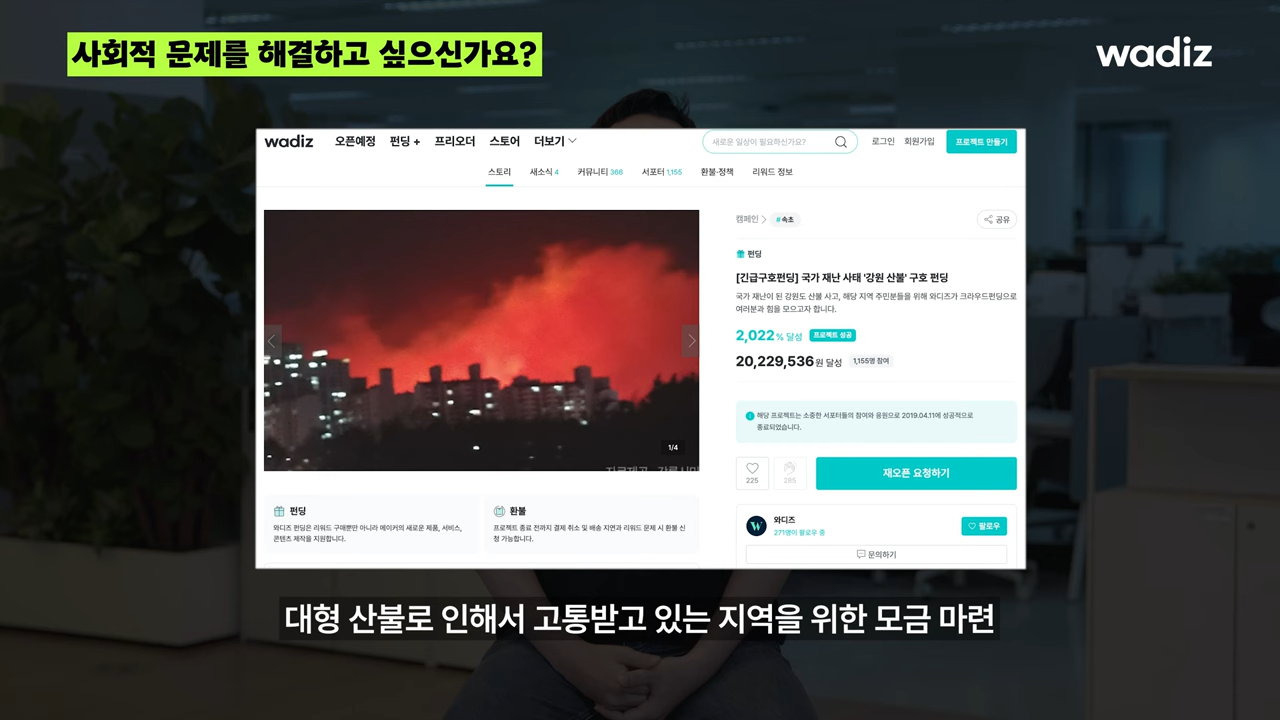 사회적 문제를 해결하고 싶으신가요?
wadiz
wadiz 오픈예정 펀딩 + 프리오더 스토어 더보기 새로운 일상이 필요하신가요? 로그인 회원가입 프로젝트 만들기
스토리 새소식 4 커뮤니티 366 서포터 1,155 환불·정책 리워드 정보
캠페인 #속초 공유
펀딩
[긴급구호펀딩] 국가 재난 사태 '강원 산불' 구호 펀딩
국가 재난이 된 강원도 산불 사고, 해당 지역 주민분들을 위해 와디즈가 크라우드펀딩으로
여러분과 힘을 모으고자 합니다.
2,022 % 달성 프로젝트 성공
20,229,536 원 달성 1,155명 참여
해당 프로젝트는 소중한 서포터들의 참여와 응원으로 2019.04.11에 성공적으로
종료되었습니다.
1/4
225 285 재오픈 요청하기
펀딩
와디즈 펀딩은 리워드 구매뿐만 아니라 메이커의 새로운 제품, 서비스,
콘텐츠 제작을 지원합니다.
환불
프로젝트 종료 전까지 결제 취소 및 배송 지연과 리워드 문제 시 환불 신
청 가능합니다.
W 와디즈
271명이 팔로우 중
팔로우
문의하기
대형 산불로 인해서 고통받고 있는 지역을 위한 모금 마련